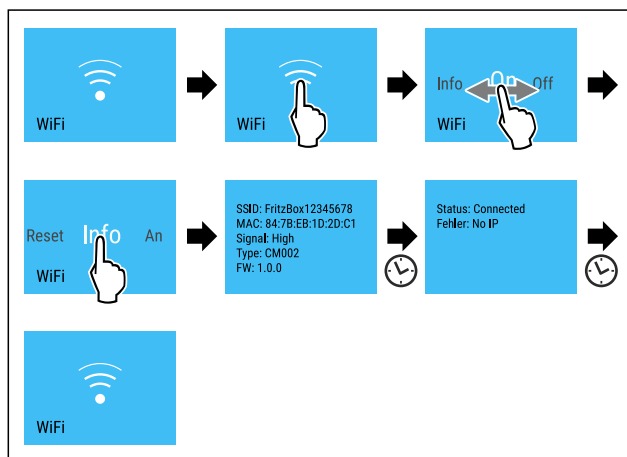 WiFi
WiFi
Info On Off
WiFi
Reset Info An
WiFi
SSID: FritzBox12345678
MAC: 84:7B:EB:1D:2D:C1
Signal: High
Type: CM002
FW: 1.0.0
Status: Connected
Fehler: No IP
WiFi